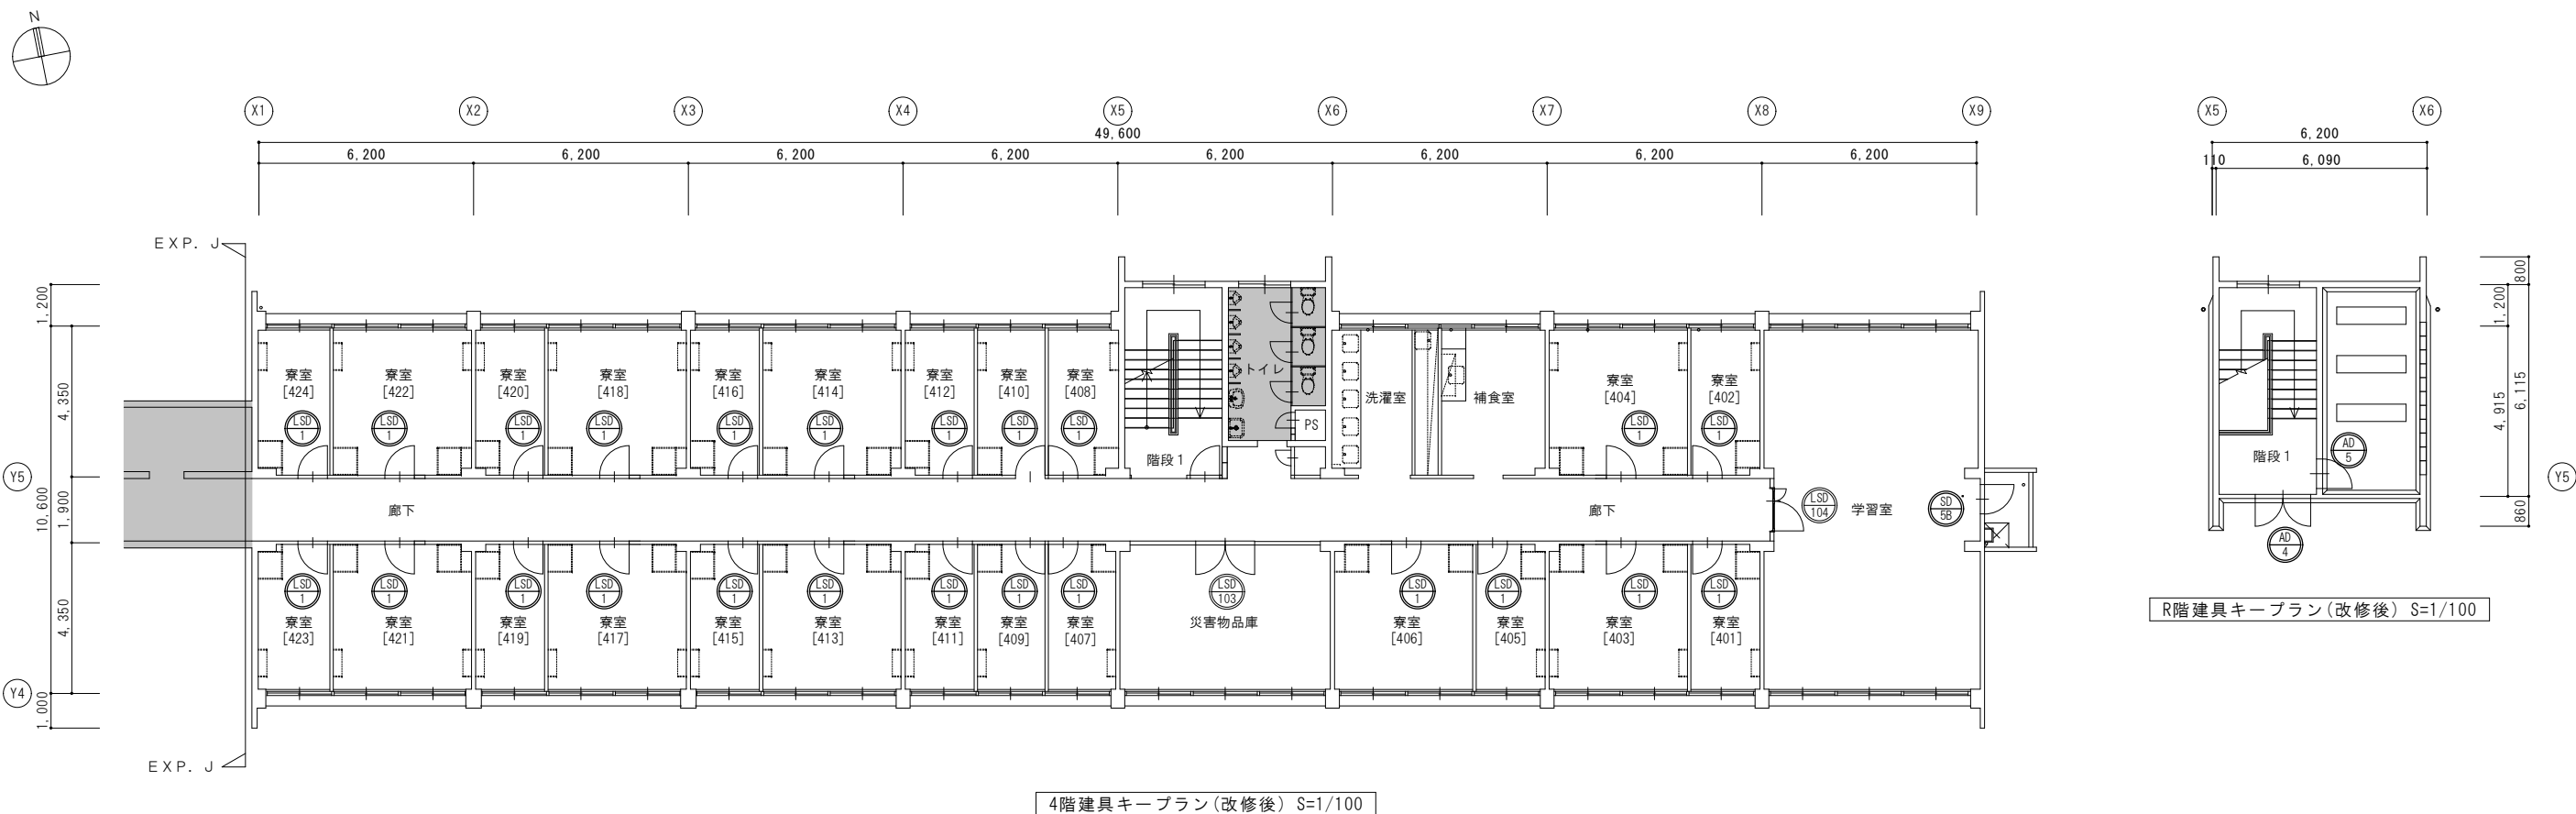 N
X1 X2 X3 X4 X5 X6 X7 X8 X9
49,600
6,200 6,200 6,200 6,200 6,200 6,200 6,200 6,200
EXP. J
1,200
4,350
Y5
10,600
1,900
4,350
Y4
1,000
EXP. J
寮室 寮室 寮室 寮室 寮室 寮室 寮室 寮室 寮室
[424] [422] [420] [418] [416] [414] [412] [410] [408]
LSD LSD LSD LSD LSD LSD LSD LSD LSD
1 1 1 1 1 1 1 1 1
階段1
トイレ
PS
洗濯室
補食室
寮室 寮室
[404] [402]
LSD LSD
1 1
廊下
廊下
LSD
104
学習室
SD
5B
LSD LSD LSD LSD LSD LSD LSD LSD LSD
1 1 1 1 1 1 1 1 1
寮室 寮室 寮室 寮室 寮室 寮室 寮室 寮室 寮室
[423] [421] [419] [417] [415] [413] [411] [409] [407]
LSD
103
災害物品庫
LSD LSD LSD LSD
1 1 1 1
寮室 寮室 寮室 寮室
[406] [405] [403] [401]
4階建具キープラン(改修後) S=1/100
X5 X6
6,200
110 6,090
800
1,200
4,915
6,115
860
Y5
階段1
AD
5
AD
4
R階建具キープラン(改修後) S=1/100